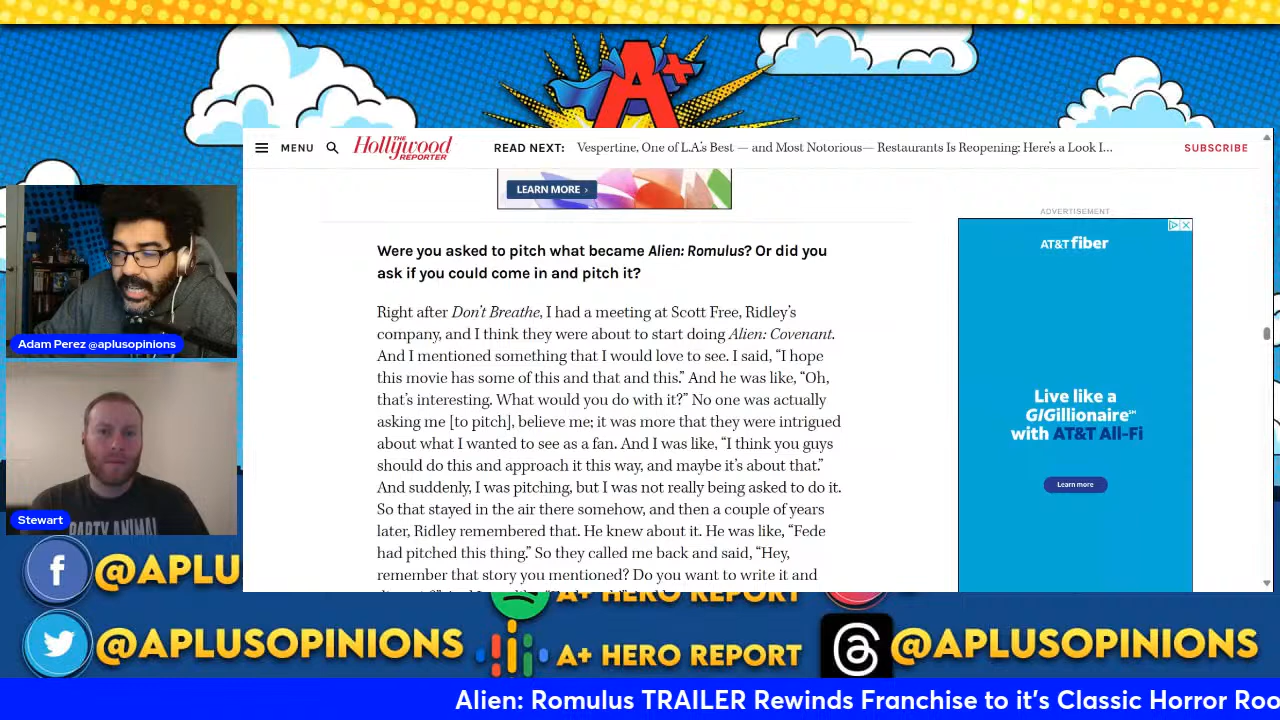 A+
MENU
THE
Hollywood
REPORTER
READ NEXT:
Vespertine, One of L.A.'s Best — and Most Notorious— Restaurants Is Reopening: Here's a Look I...
SUBSCRIBE
LEARN MORE ›
ADVERTISEMENT
Were you asked to pitch what became Alien: Romulus? Or did you
ask if you could come in and pitch it?
Right after Don't Breathe, I had a meeting at Scott Free, Ridley's
company, and I think they were about to start doing Alien: Covenant.
And I mentioned something that I would love to see. I said, “I hope
this movie has some of this and that and this.” And he was like, “Oh,
that's interesting. What would you do with it?” No one was actually
asking me [to pitch], believe me; it was more that they were intrigued
about what I wanted to see as a fan. And I was like, “I think you guys
should do this and approach it this way, and maybe it's about that.”
And suddenly, I was pitching, but I was not really being asked to do it.
So that stayed in the air there somehow, and then a couple of years
later, Ridley remembered that. He knew about it. He was like, “Fede
had pitched this thing.” So they called me back and said, “Hey,
remember that story you mentioned? Do you want to write it and
AT&T fiber
Live like a
GIGillionaire℠
with AT&T All-Fi
Learn more
Adam Perez @aplusopinions
PARTY ANIMAL
Stewart
f
@APLU
A+ HERO REPORT
@APLUSOPINIONS
A+ HERO REPORT
@APLUSOPINIONS
Alien: Romulus TRAILER Rewinds Franchise to it's Classic Horror Roo